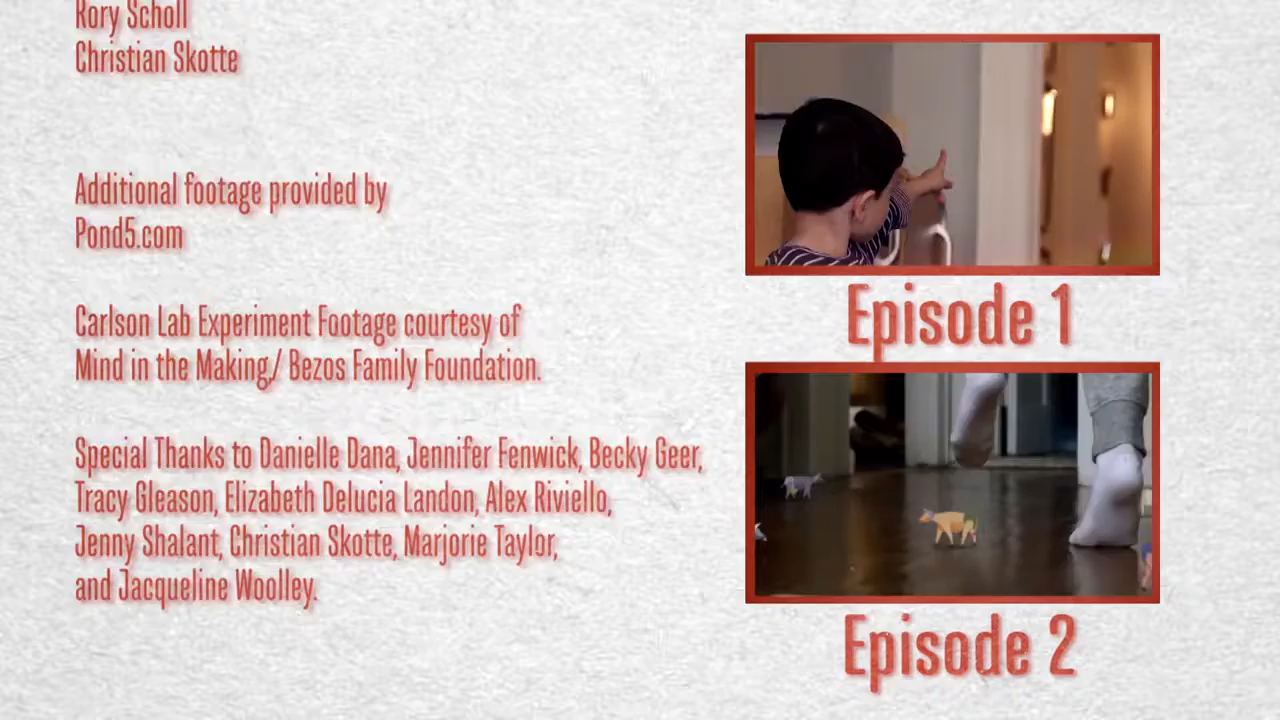 Rory Scholl
Christian Skotte
Additional footage provided by
Pond5.com
Carlson Lab Experiment Footage courtesy of
Mind in the Making/ Bezos Family Foundation.
Special Thanks to Danielle Dana, Jennifer Fenwick, Becky Geer,
Tracy Gleason, Elizabeth Delucia Landon, Alex Riviello,
Jenny Shalant, Christian Skotte, Marjorie Taylor,
and Jacqueline Woolley.
Episode 1
Episode 2